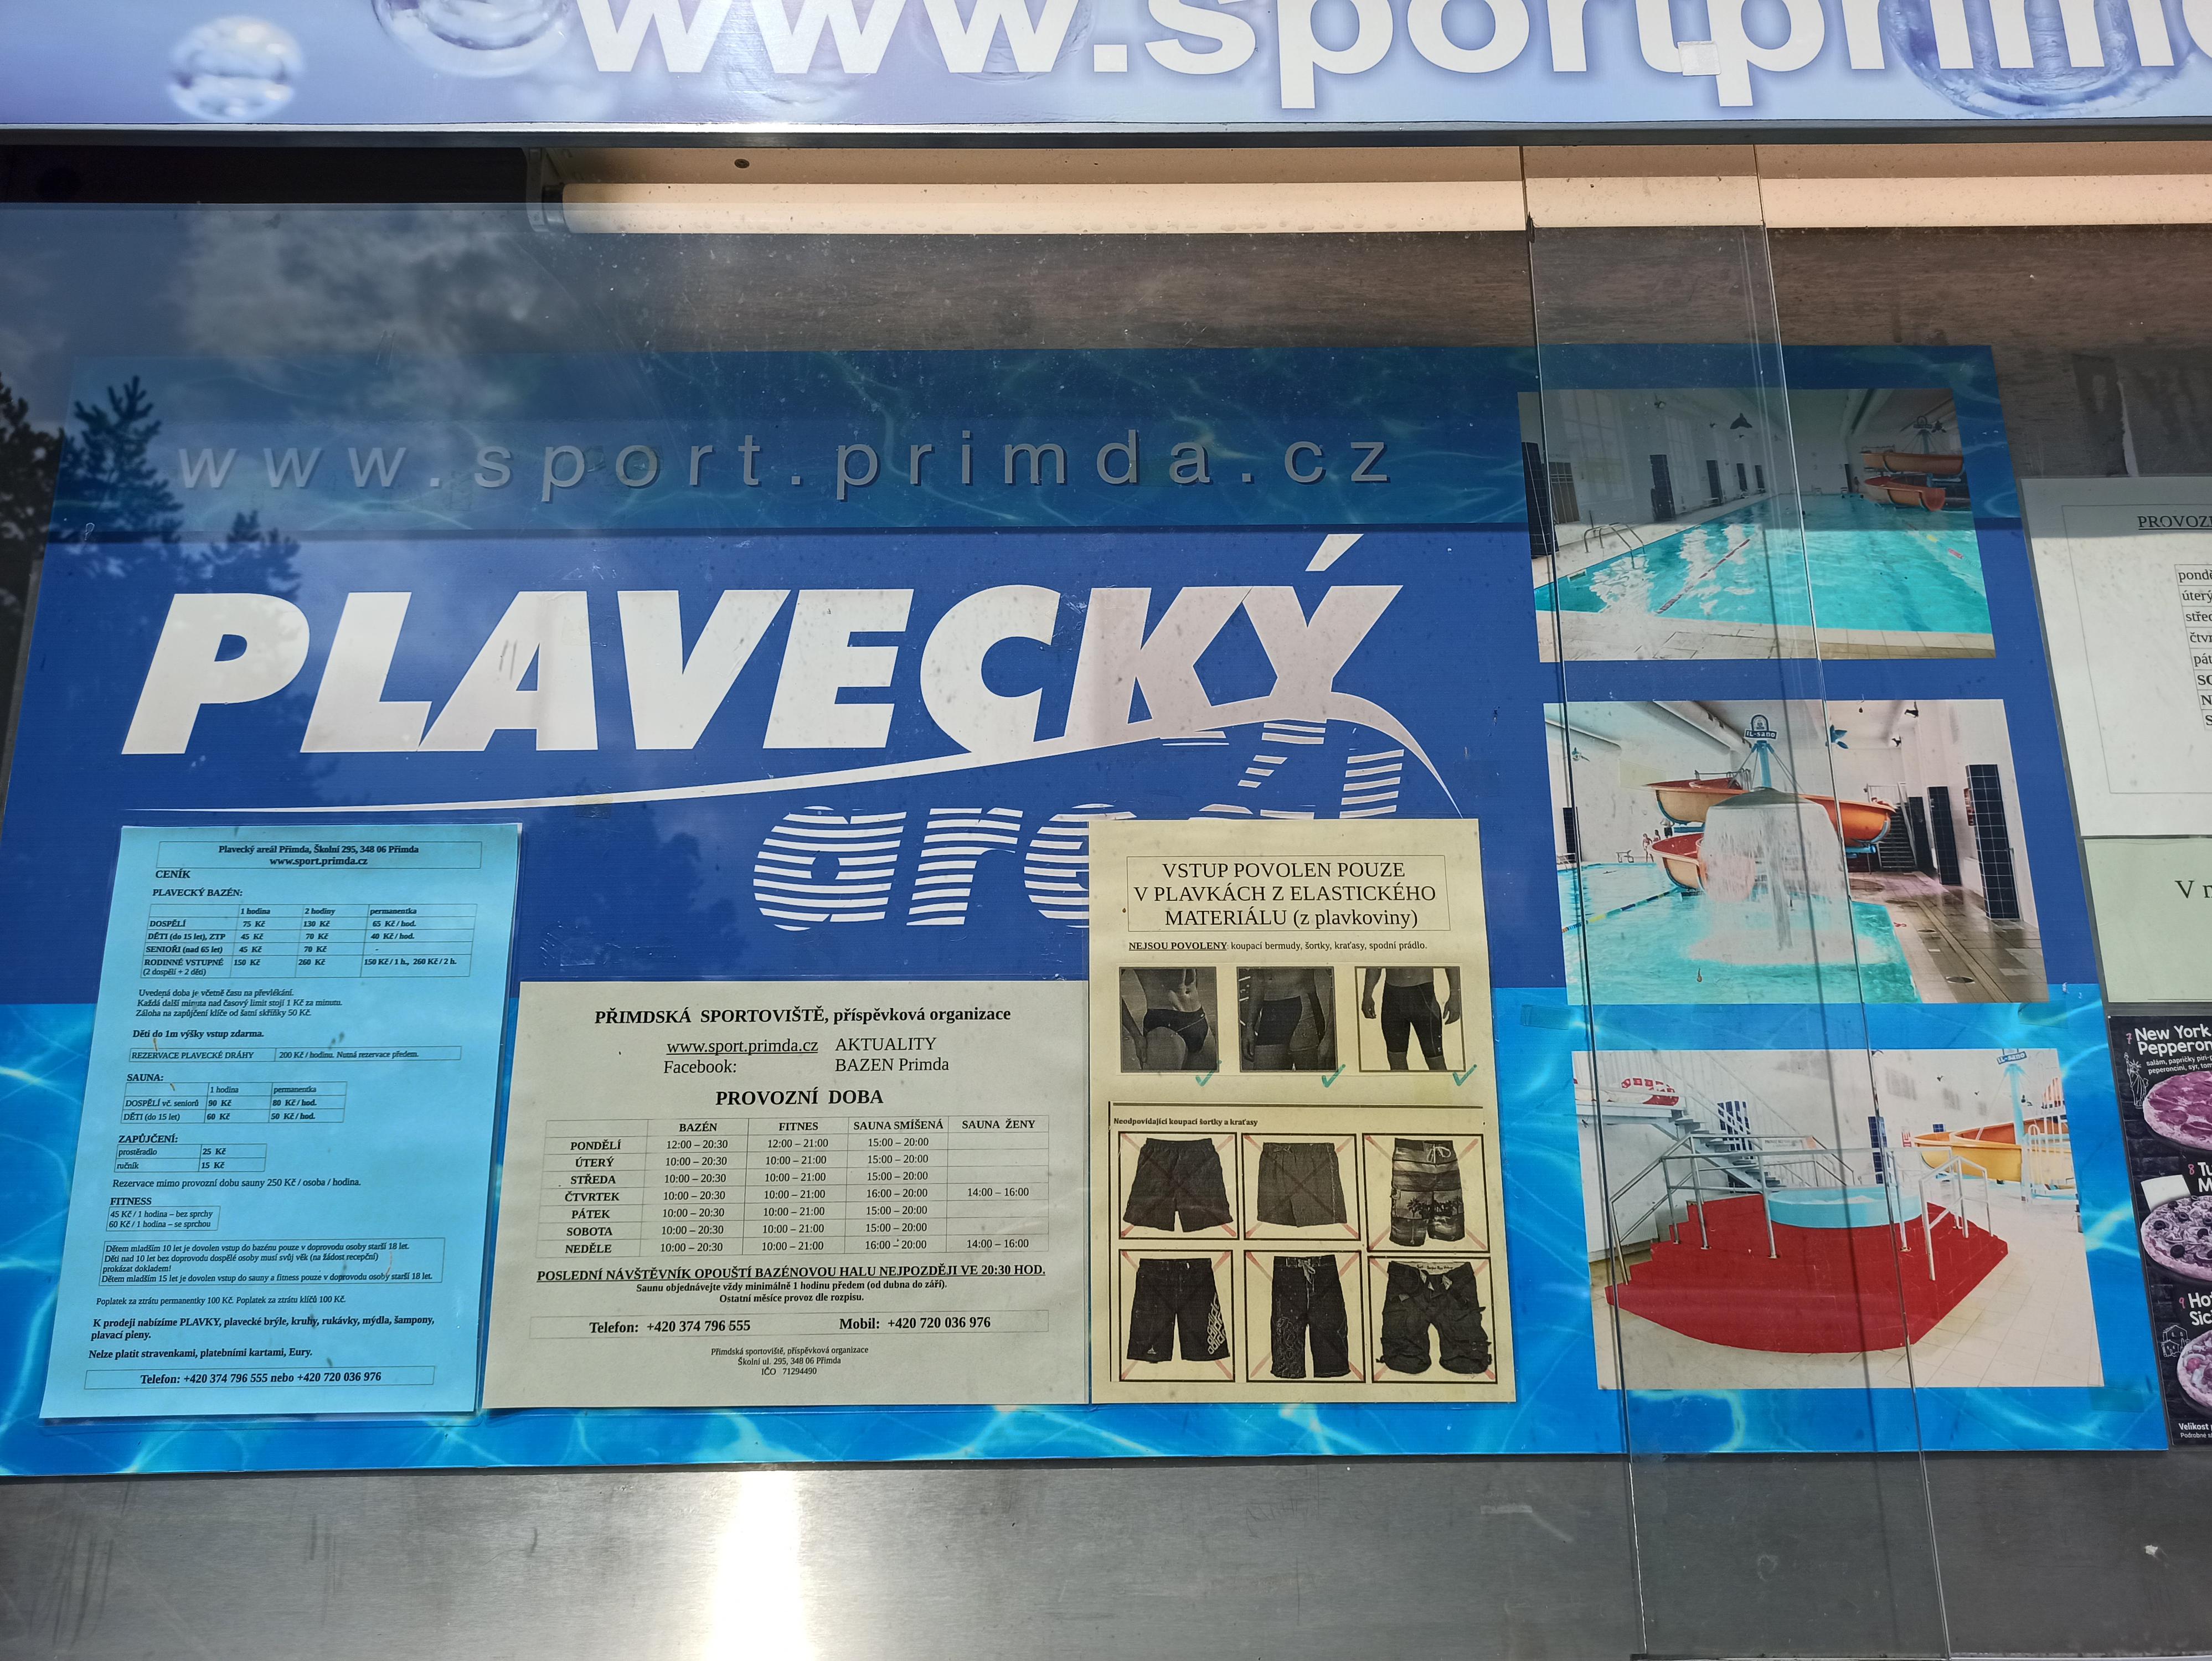 www.sportprim
www.sport.primda.cz
PLAVECKÝ
Plavecký areál Přimda, Školní 295, 348 06 Přimda
www.sport.primda.cz
CENÍK
PLAVECKÝ BAZÉN:
1 hodina 2 hodiny permanentka
DOSPĚLÍ 75 Kč 130 Kč 65 Kč / hod.
DĚTI (do 15 let), ZTP 45 Kč 70 Kč 40 Kč / hod.
SENIOŘI (nad 65 let) 45 Kč 70 Kč -
RODINNÉ VSTUPNÉ 150 Kč 260 Kč 150 Kč / 1 h., 260 Kč / 2 h.
(2 dospělí + 2 děti)
Uvedená doba je včetně času na převlékání.
Každá další minuta nad časový limit stojí 1 Kč za minutu.
Záloha na zapůjčení klíče od šatní skříňky 50 Kč.
Děti do 1m výšky vstup zdarma.
REZERVACE PLAVECKÉ DRÁHY 200 Kč / hodinu. Nutná rezervace předem.
SAUNA:
1 hodina permanentka
DOSPĚLÍ vč. seniorů 90 Kč 80 Kč / hod.
DĚTI (do 15 let) 60 Kč 50 Kč / hod.
ZAPŮJČENÍ:
prostěradlo 25 Kč
ručník 15 Kč
Rezervace mimo provozní dobu sauny 250 Kč / osoba / hodina.
FITNESS
45 Kč / 1 hodina – bez sprchy
60 Kč / 1 hodina – se sprchou
Dětem mladším 10 let je dovolen vstup do bazénu pouze v doprovodu osoby starší 18 let.
Děti nad 10 let bez doprovodu dospělé osoby musí svůj věk (na žádost recepční)
prokázat dokladem!
Dětem mladším 15 let je dovolen vstup do sauny a fitness pouze v doprovodu osoby starší 18 let.
Poplatek za ztrátu permanentky 100 Kč. Poplatek za ztrátu klíčů 100 Kč.
K prodeji nabízíme PLAVKY, plavecké brýle, kruhy, rukávky, mýdla, šampony,
plavací pleny.
Nelze platit stravenkami, platebními kartami, Eury.
Telefon: +420 374 796 555 nebo +420 720 036 976
PŘIMDSKÁ SPORTOVIŠTĚ, příspěvková organizace
www.sport.primda.cz AKTUALITY
Facebook: BAZEN Primda
PROVOZNÍ DOBA
BAZÉN FITNES SAUNA SMÍŠENÁ SAUNA ŽENY
PONDĚLÍ 12:00 – 20:30 12:00 – 21:00 15:00 – 20:00
ÚTERÝ 10:00 – 20:30 10:00 – 21:00 15:00 – 20:00
STŘEDA 10:00 – 20:30 10:00 – 21:00 15:00 – 20:00
ČTVRTEK 10:00 – 20:30 10:00 – 21:00 16:00 – 20:00 14:00 – 16:00
PÁTEK 10:00 – 20:30 10:00 – 21:00 15:00 – 20:00
SOBOTA 10:00 – 20:30 10:00 – 21:00 15:00 – 20:00
NEDĚLE 10:00 – 20:30 10:00 – 21:00 16:00 – 20:00 14:00 – 16:00
POSLEDNÍ NÁVŠTĚVNÍK OPOUŠTÍ BAZÉNOVOU HALU NEJPOZDĚJI VE 20:30 HOD.
Saunu objednávejte vždy minimálně 1 hodinu předem (od dubna do září).
Ostatní měsíce provoz dle rozpisu.
Telefon: +420 374 796 555 Mobil: +420 720 036 976
Přimdská sportoviště, příspěvková organizace
Školní ul. 295, 348 06 Přimda
IČO 71294490
VSTUP POVOLEN POUZE
V PLAVKÁCH Z ELASTICKÉHO
MATERIÁLU (z plavkoviny)
NEJSOU POVOLENY koupací bermudy, šortky, kraťasy, spodní prádlo.
Neodpovídající koupací šortky a kraťasy
IL-sano
PROVOZ
pond
úterý
střed
čtvr
pát
V
7 New York
Pepperon
salám, papričky piri-
peperoncini, sýr, tom
8 Tu
M
9 Hot
Sic
Velikost